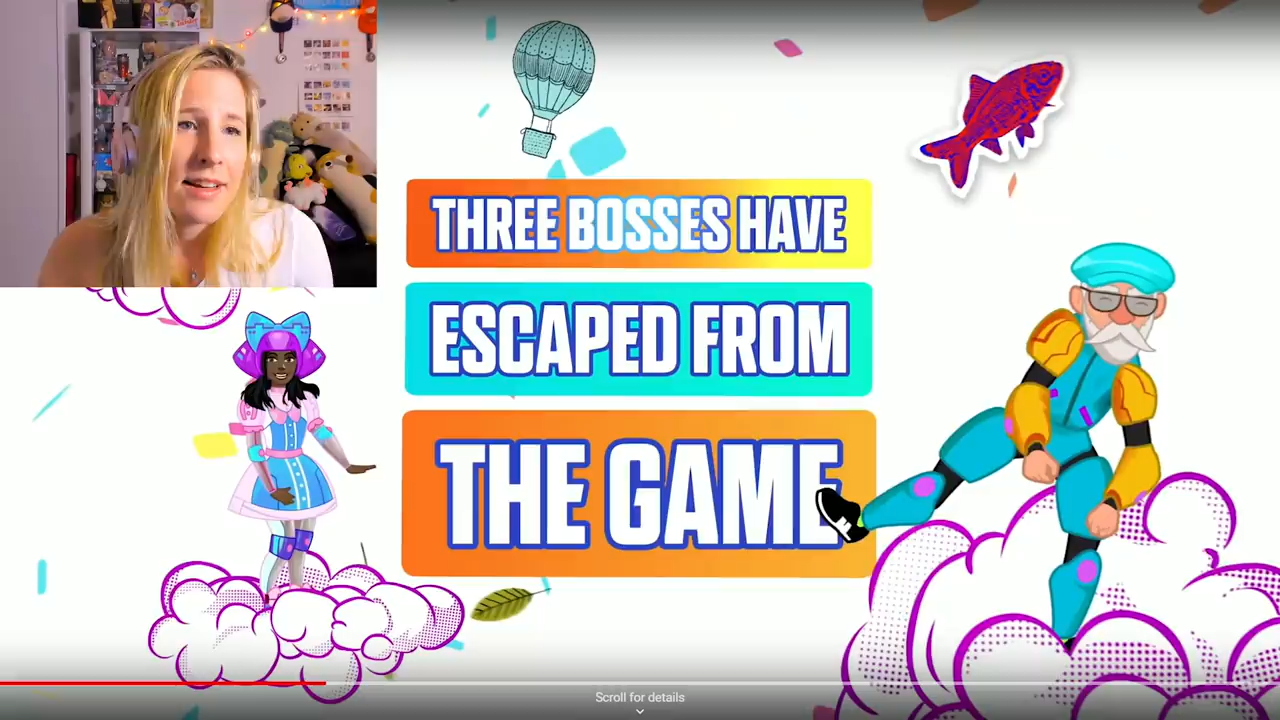 THREE BOSSES HAVE
ESCAPED FROM
THE GAME
Scroll for details